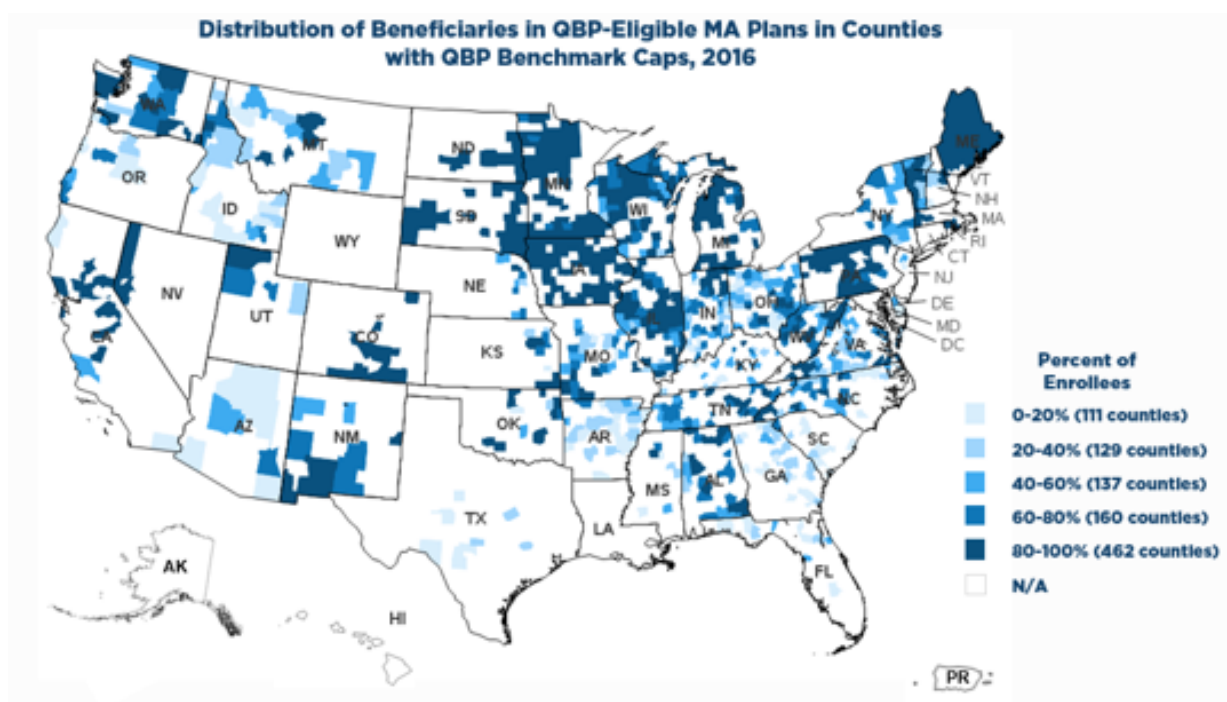 Distribution of Beneficiaries in QBP-Eligible MA Plans in Counties
with QBP Benchmark Caps, 2016
WA
MT
ND
MN
ME
OR
ID
SD
WI
MI
NY
VT
NH
MA
RI
CT
WY
NV
UT
CO
NE
IA
IL
IN
OH
PA
NJ
DE
MD
DC
CA
KS
MO
KY
WV
VA
AZ
NM
OK
AR
TN
NC
SC
TX
LA
MS
AL
GA
FL
AK
HI
PR
Percent of
Enrollees
0-20% (111 counties)
20-40% (129 counties)
40-60% (137 counties)
60-80% (160 counties)
80-100% (462 counties)
N/A